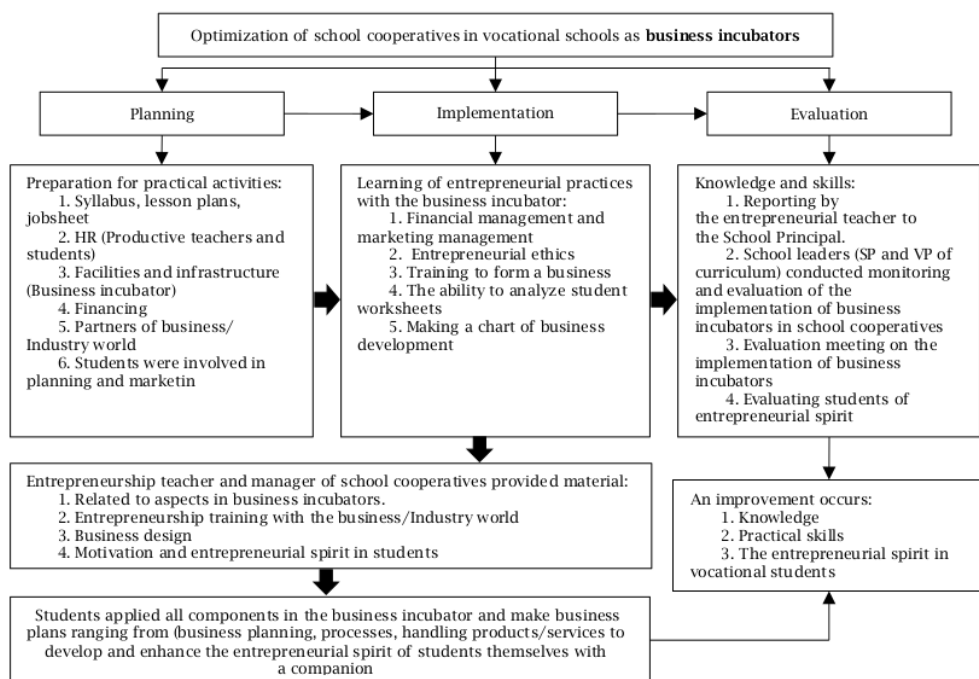 Optimization of school cooperatives in vocational schools as business incubators
Planning
Implementation
Evaluation
Preparation for practical activities:
1. Syllabus, lesson plans,
jobsheet
2. HR (Productive teachers and
students)
3. Facilities and infrastructure
(Business incubator)
4. Financing
5. Partners of business/
Industry world
6. Students were involved in
planning and marketin
Learning of entrepreneurial practices
with the business incubator:
1. Financial management and
marketing management
2. Entrepreneurial ethics
3. Training to form a business
4. The ability to analyze student
worksheets
5. Making a chart of business
development
Knowledge and skills:
1. Reporting by
the entrepreneurial teacher to
the School Principal.
2. School leaders (SP and VP of
curriculum) conducted monitoring
and evaluation of the
implementation of business
incubators in school cooperatives
3. Evaluation meeting on the
implementation of business
incubators
4. Evaluating students of
entrepreneurial spirit
Entrepreneurship teacher and manager of school cooperatives provided material:
1. Related to aspects in business incubators.
2. Entrepreneurship training with the business/Industry world
3. Business design
4. Motivation and entrepreneurial spirit in students
An improvement occurs:
1. Knowledge
2. Practical skills
3. The entrepreneurial spirit in
vocational students
Students applied all components in the business incubator and make business
plans ranging from (business planning, processes, handling products/services to
develop and enhance the entrepreneurial spirit of students themselves with
a companion